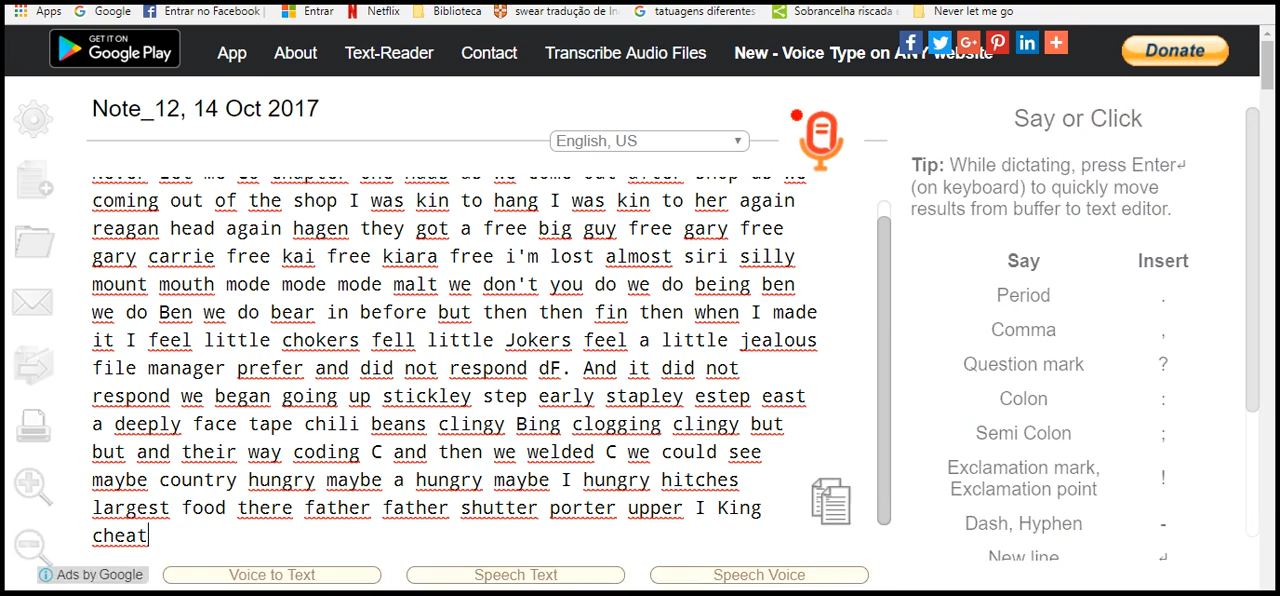 Apps Google Entrar no Facebook Entrar Netflix Biblioteca swear tradução de In tatuagens diferentes Sobrancelha riscada Never let me go
GET IT ON
Google Play
App About Text-Reader Contact Transcribe Audio Files New - Voice Type on ANY website
Donate
Note_12, 14 Oct 2017
English, US
coming out of the shop I was kin to hang I was kin to her again
reagan head again hagen they got a free big guy free gary free
gary carrie free kai free kiara free i'm lost almost siri silly
mount mouth mode mode mode malt we don't you do we do being ben
we do Ben we do bear in before but then then fin then when I made
it I feel little chokers fell little Jokers feel a little jealous
file manager prefer and did not respond dF. And it did not
respond we began going up stickley step early stapley estep east
a deeply face tape chili beans clingy Bing clogging clingy but
but and their way coding C and then we welded C we could see
maybe country hungry maybe a hungry maybe I hungry hitches
largest food there father father shutter porter upper I King
cheat
Say or Click
Tip: While dictating, press Enter↵
(on keyboard) to quickly move
results from buffer to text editor.
Say Insert
Period .
Comma ,
Question mark ?
Colon :
Semi Colon ;
Exclamation mark,
Exclamation point !
Dash, Hyphen -
New line ↵
Ads by Google
Voice to Text Speech Text Speech Voice